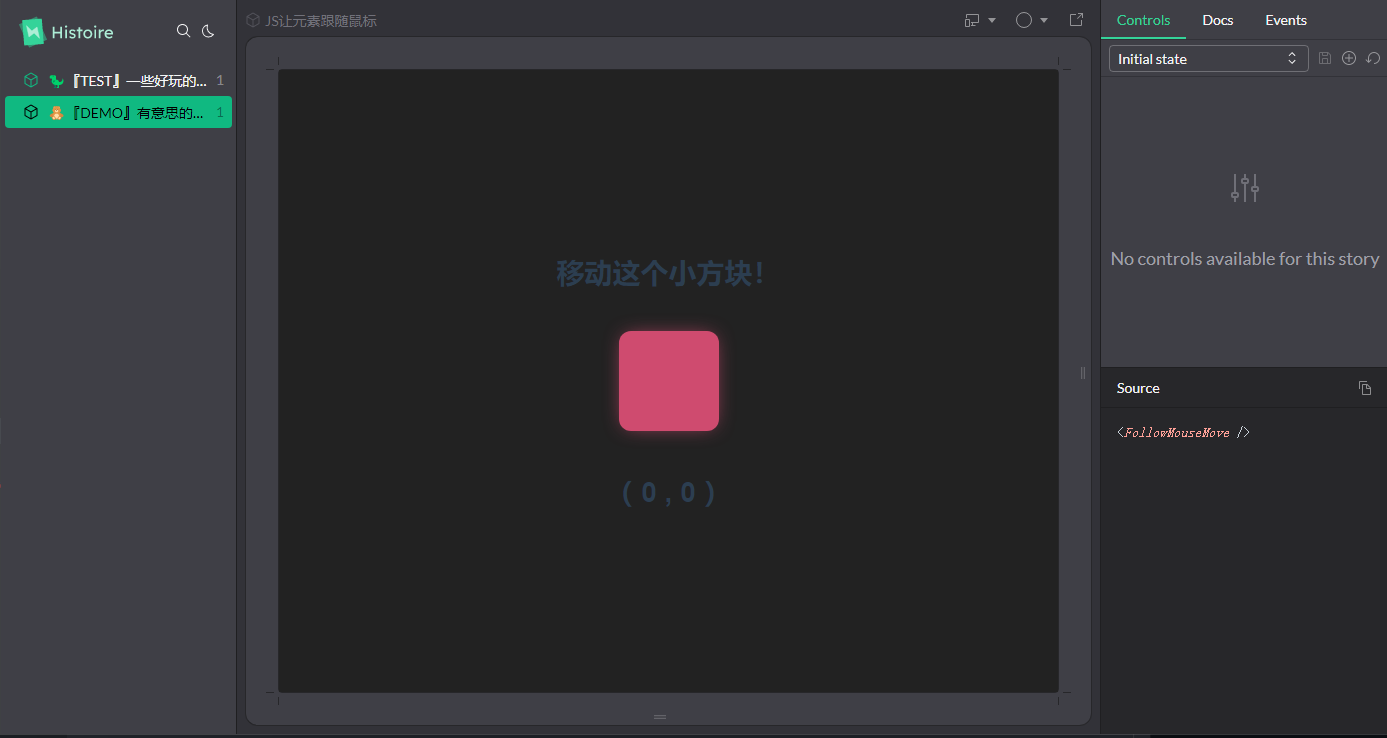 Histoire
『TEST』一些好玩的... 1
『DEMO』有意思的... 1
JS让元素跟随鼠标
移动这个小方块！
( 0 , 0 )
Controls Docs Events
Initial state
No controls available for this story
Source
<FollowMouseMove />